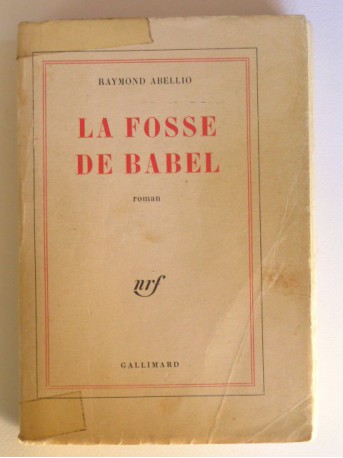 RAYMOND ABELLIO
LA FOSSE
DE BABEL
roman
nrf
GALLIMARD